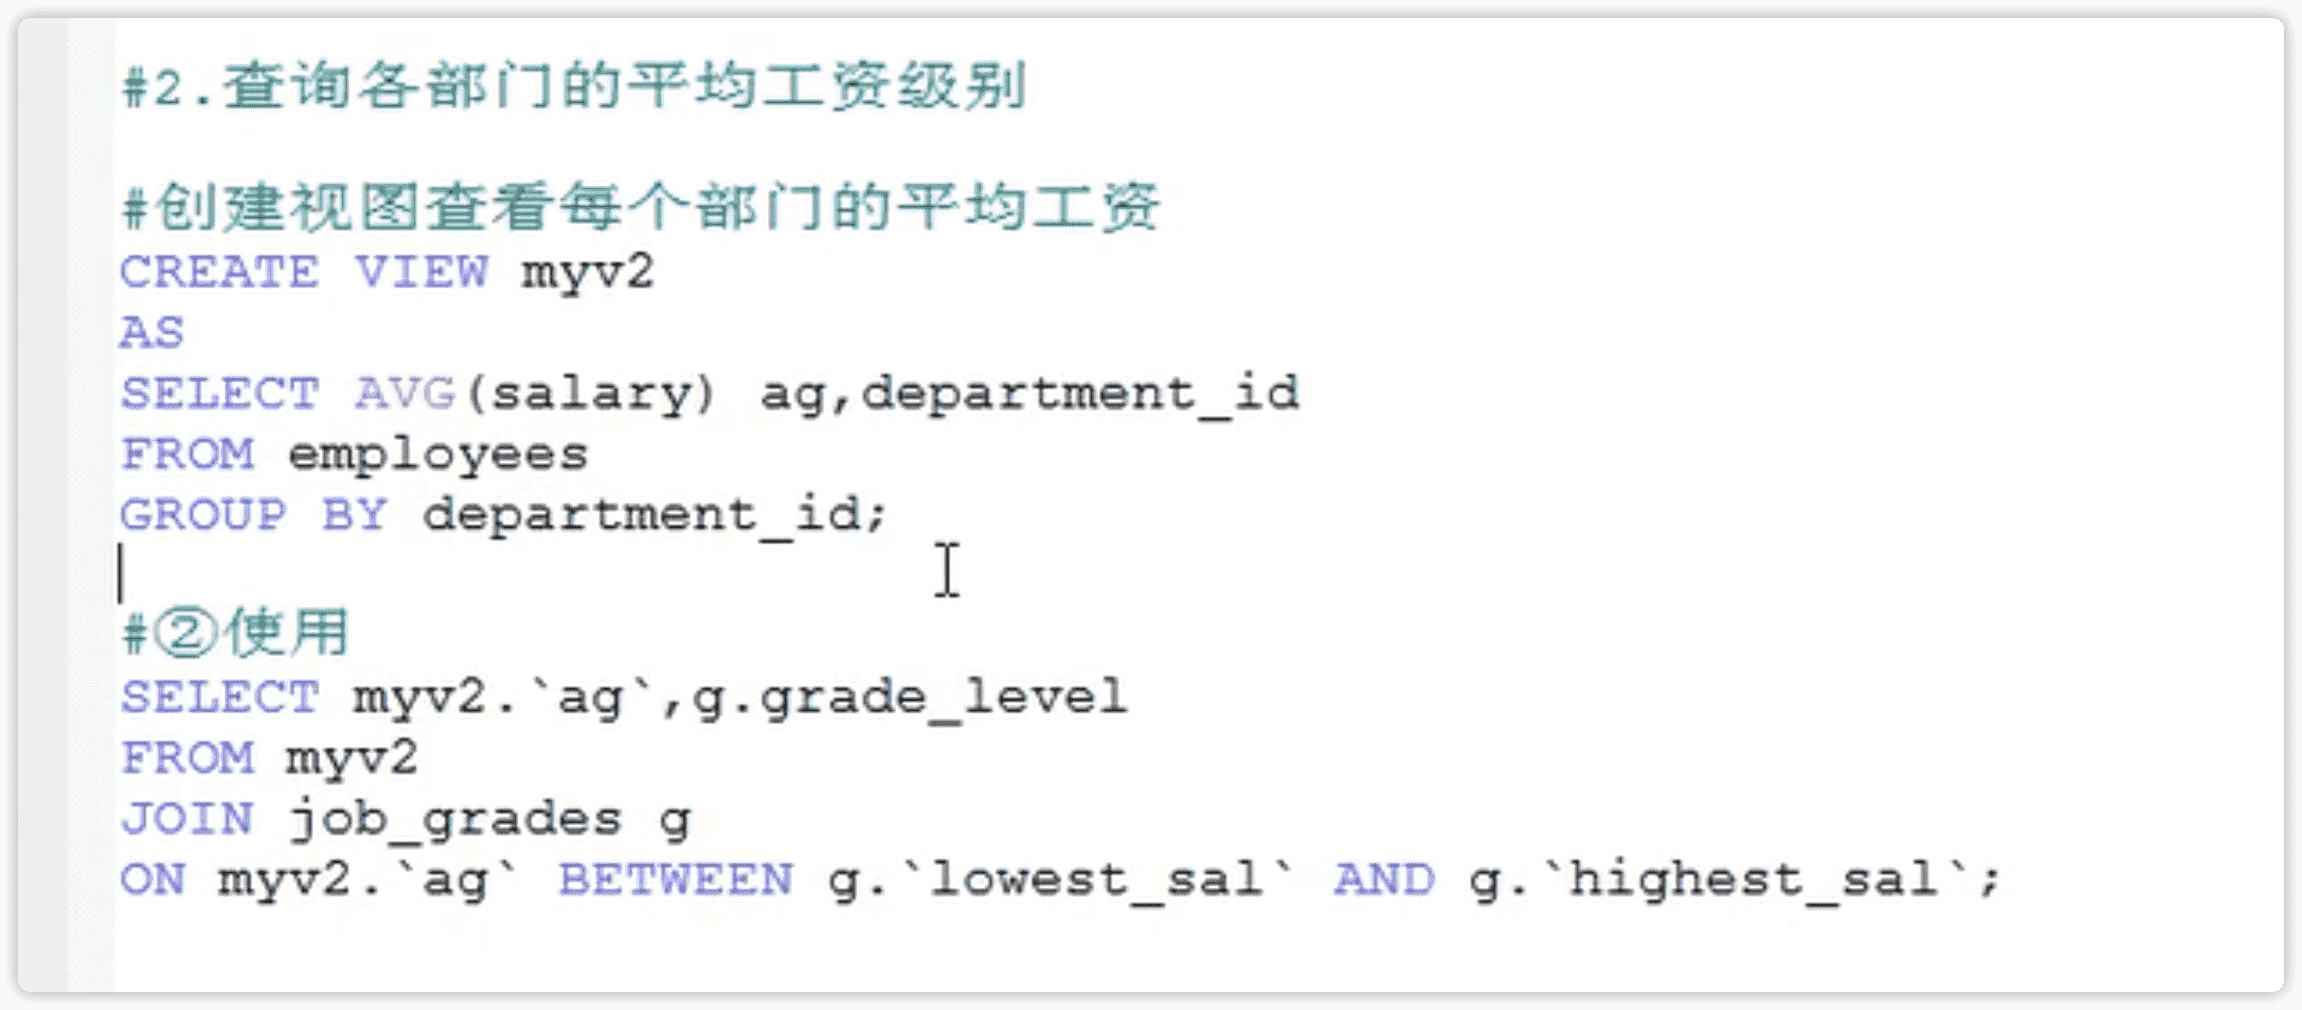 #2.查询各部门的平均工资级别
#创建视图查看每个部门的平均工资
CREATE VIEW myv2
AS
SELECT AVG(salary) ag,department_id
FROM employees
GROUP BY department_id;
#②使用
SELECT myv2.`ag`,g.grade_level
FROM myv2
JOIN job_grades g
ON myv2.`ag` BETWEEN g.`lowest_sal` AND g.`highest_sal`;